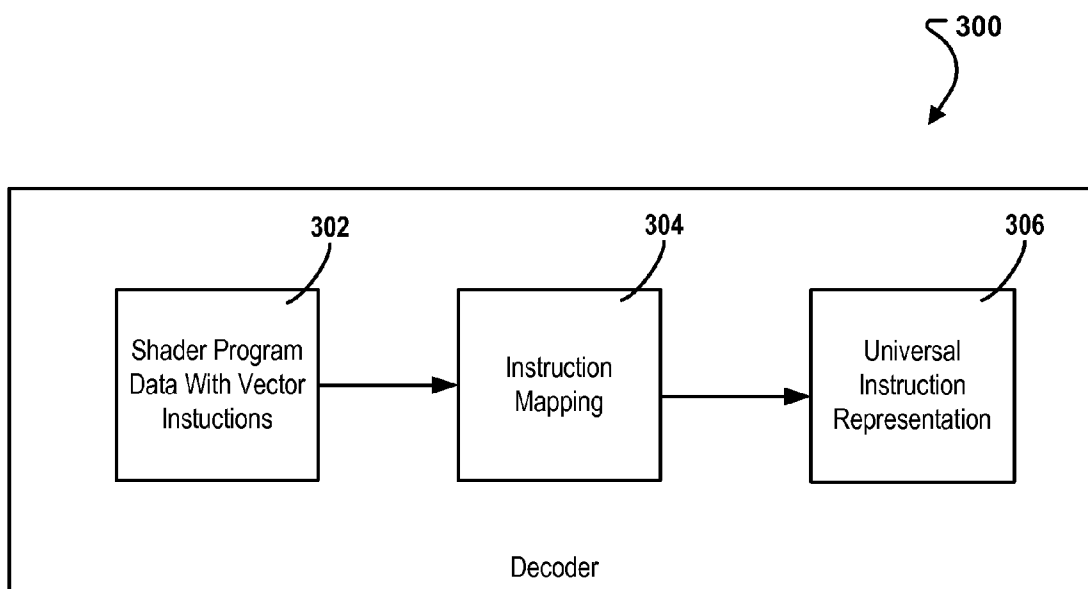 300
302
304
306
Shader Program
Data With Vector
Instuctions
Instruction
Mapping
Universal
Instruction
Representation
Decoder